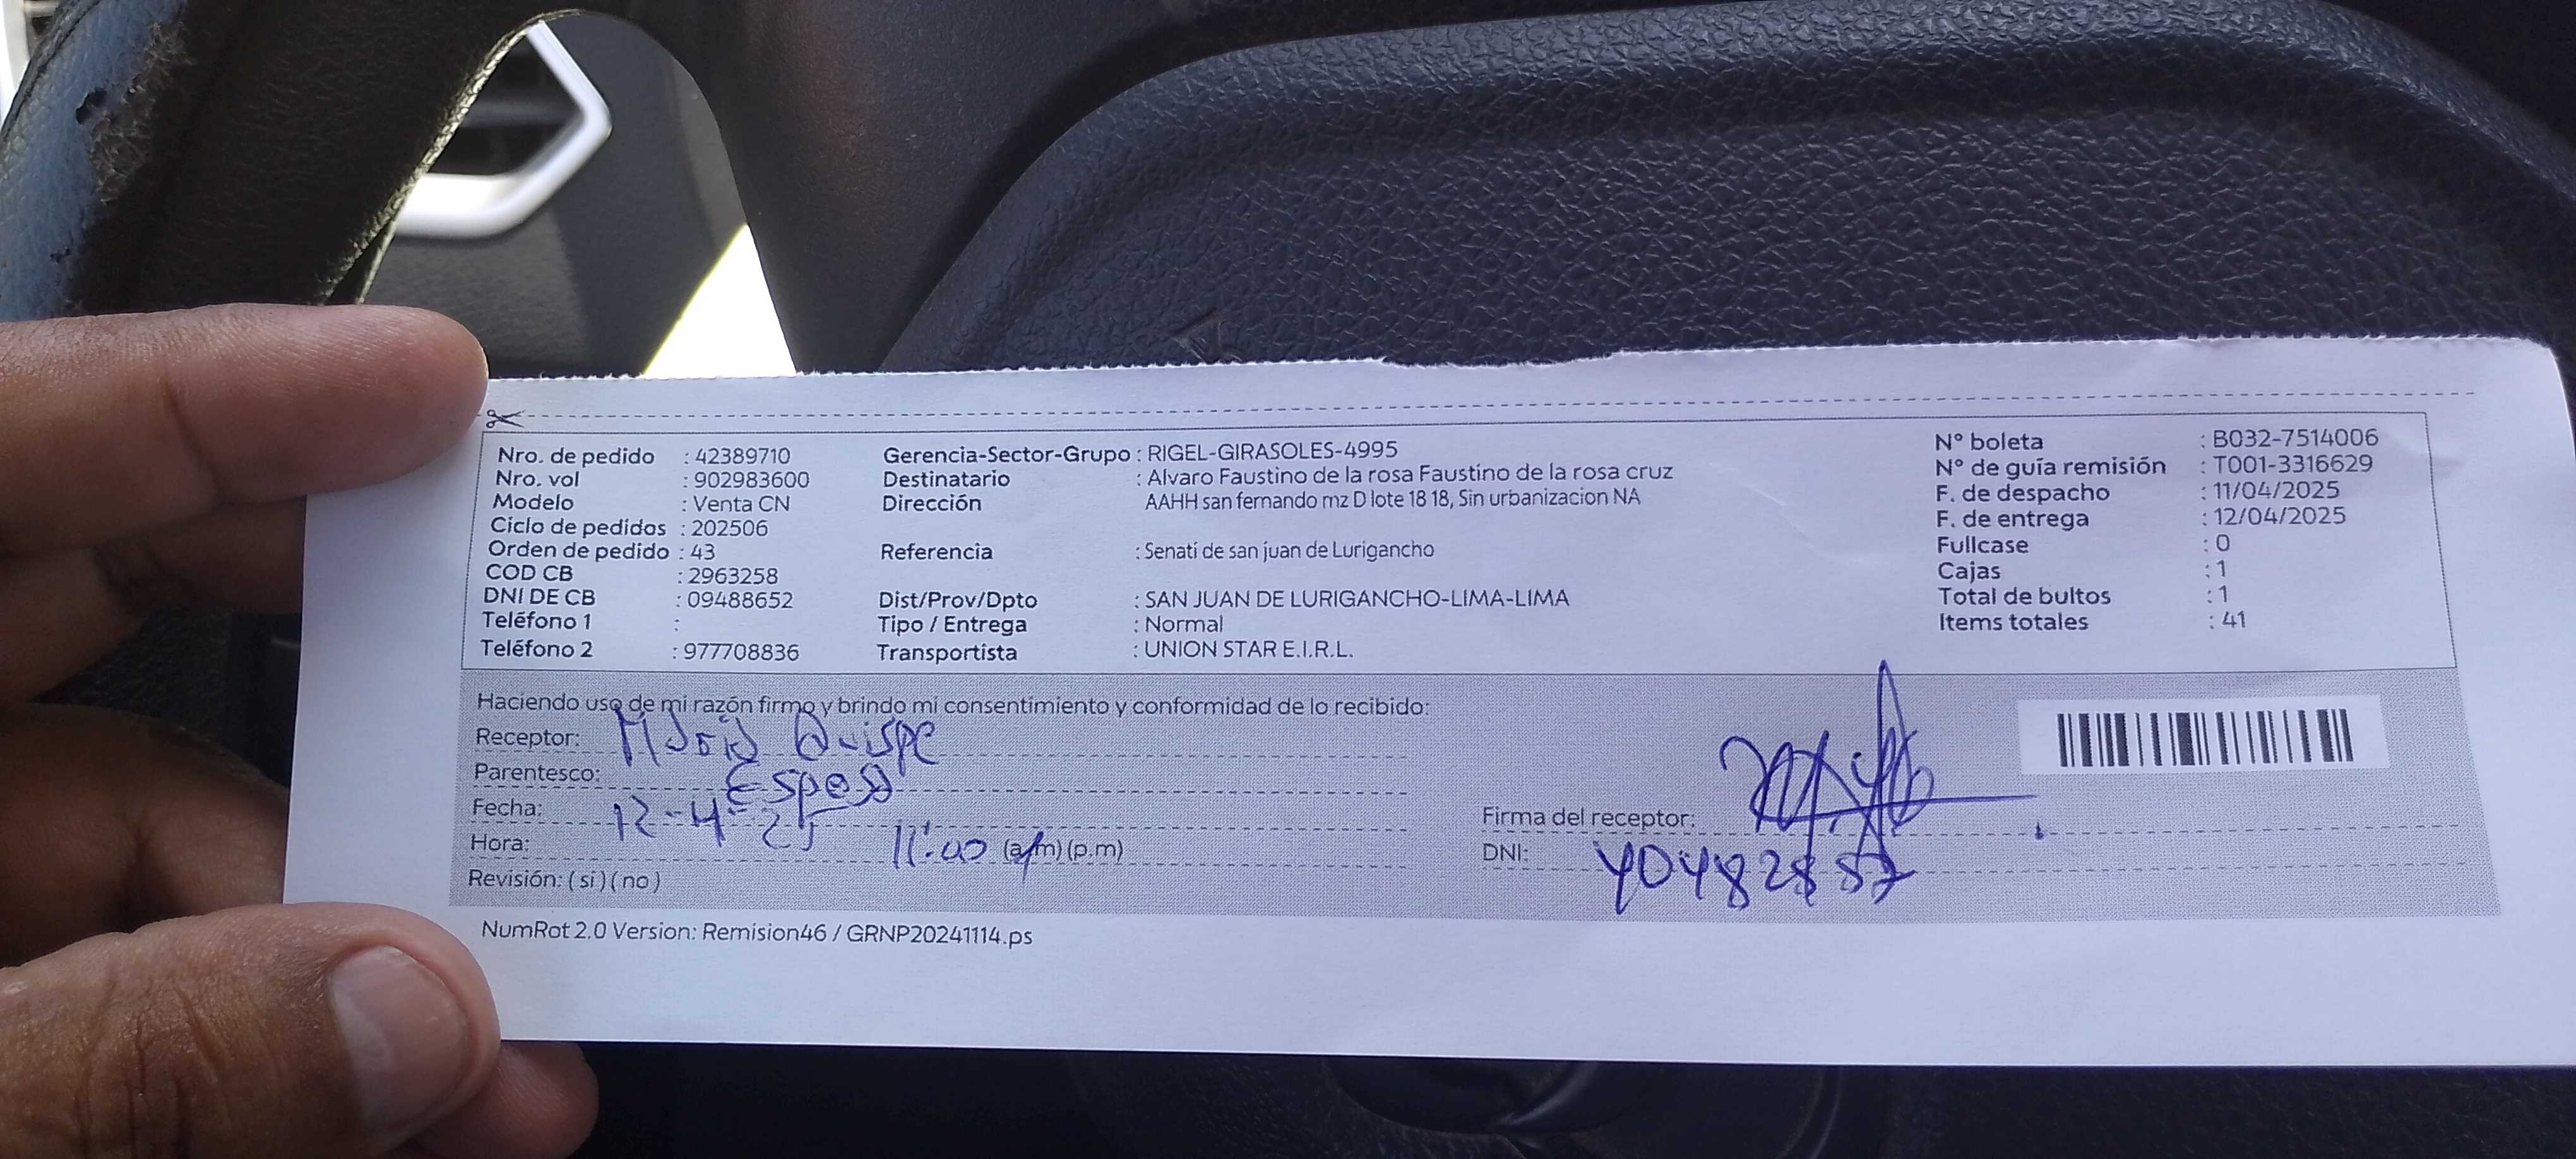 Nro. de pedido : 42389710 Gerencia-Sector-Grupo : RIGEL-GIRASOLES-4995 N° boleta : B032-7514006
Nro. vol : 902983600 Destinatario : Alvaro Faustino de la rosa Faustino de la rosa cruz N° de guía remisión : T001-3316629
Modelo : Venta CN Dirección AAHH san fernando mz D lote 18 18, Sin urbanizacion NA F. de despacho : 11/04/2025
Ciclo de pedidos : 202506 F. de entrega : 12/04/2025
Orden de pedido : 43 Referencia : Senati de san juan de Lurigancho Fullcase : 0
COD CB : 2963258 Cajas : 1
DNI DE CB : 09488652 Dist/Prov/Dpto : SAN JUAN DE LURIGANCHO-LIMA-LIMA Total de bultos : 1
Teléfono 1 : Tipo / Entrega : Normal Items totales : 41
Teléfono 2 : 977708836 Transportista : UNION STAR E.I.R.L.
Haciendo uso de mi razón firmo y brindo mi consentimiento y conformidad de lo recibido:
Receptor: Quispe
Parentesco: Esposa
Fecha: 12-4-25 Firma del receptor:
Hora: 11:00 (a.m) (p.m) DNI:
Revisión: ( si ) ( no )
NumRot 2.0 Version: Remision46 / GRNP20241114.ps